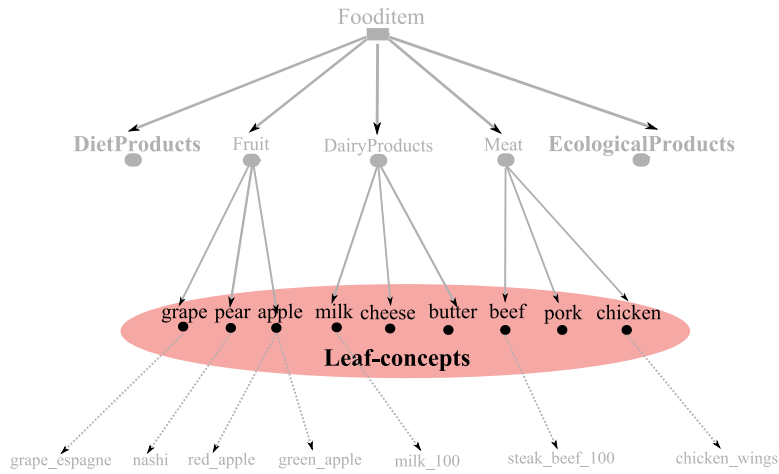 Fooditem
DietProducts Fruit DairyProducts Meat EcologicalProducts
grape pear apple milk cheese butter beef pork chicken
Leaf-concepts
grape_espagne nashi red_apple green_apple milk_100 steak_beef_100 chicken_wings